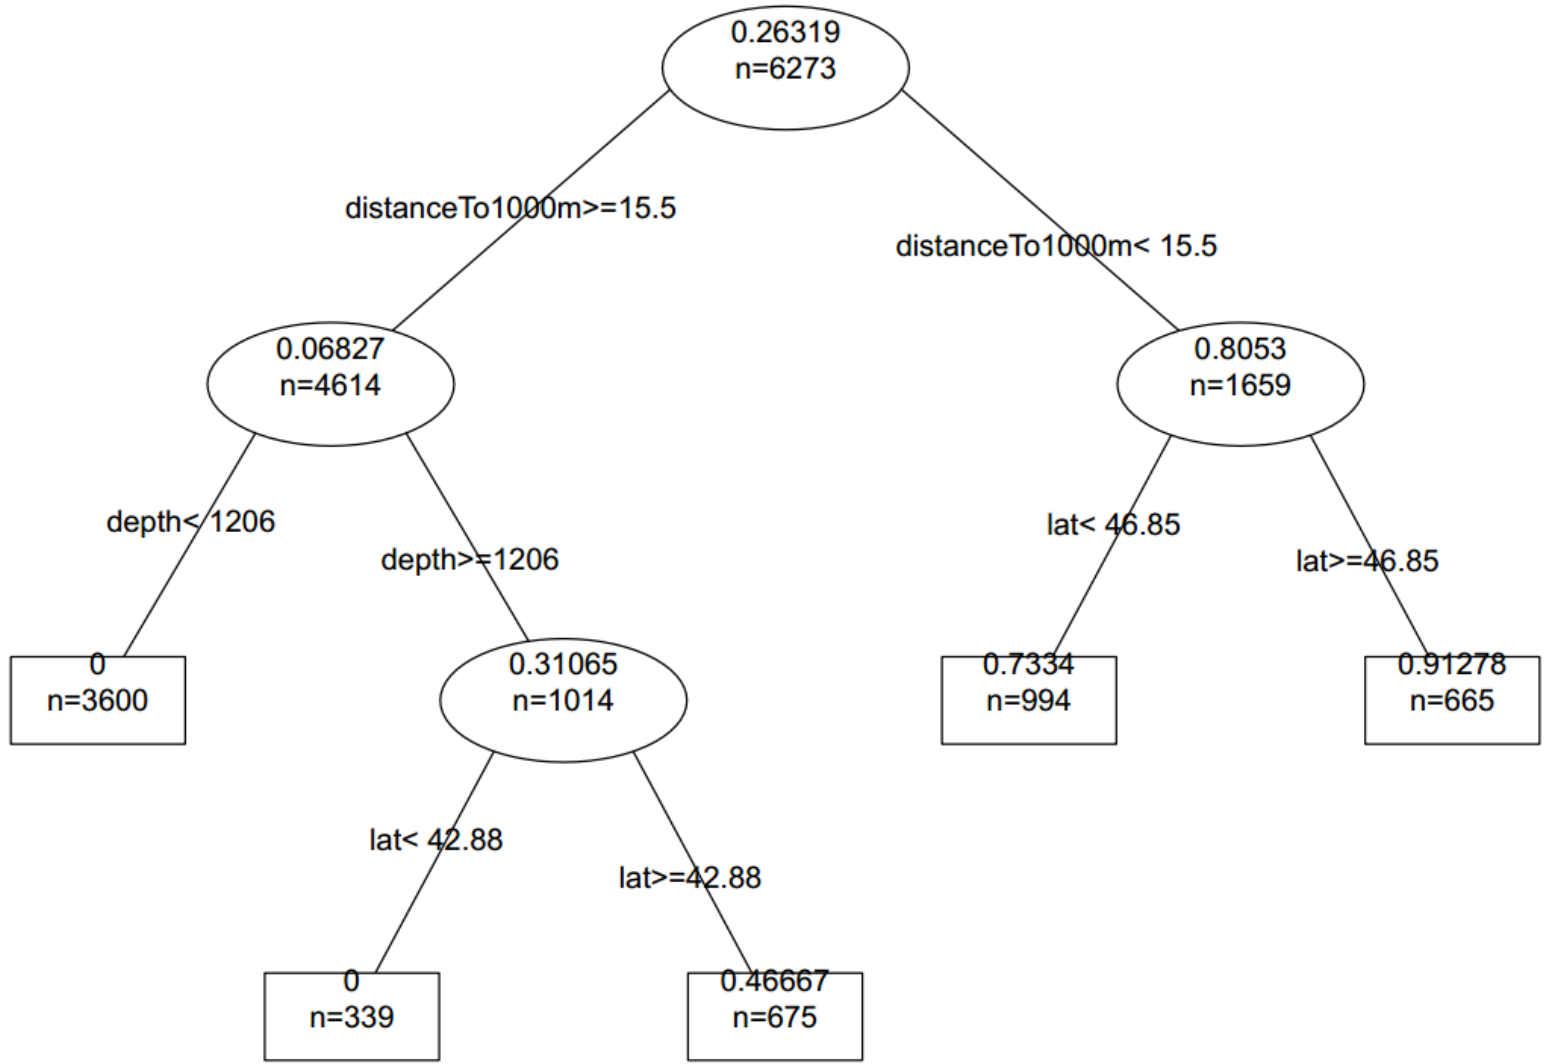 0.26319
n=6273
distanceTo1000m>=15.5
distanceTo1000m< 15.5
0.06827
n=4614
0.8053
n=1659
depth< 1206
depth>=1206
lat< 46.85
lat>=46.85
0
n=3600
0.31065
n=1014
0.7334
n=994
0.91278
n=665
lat< 42.88
lat>=42.88
0
n=339
0.46667
n=675